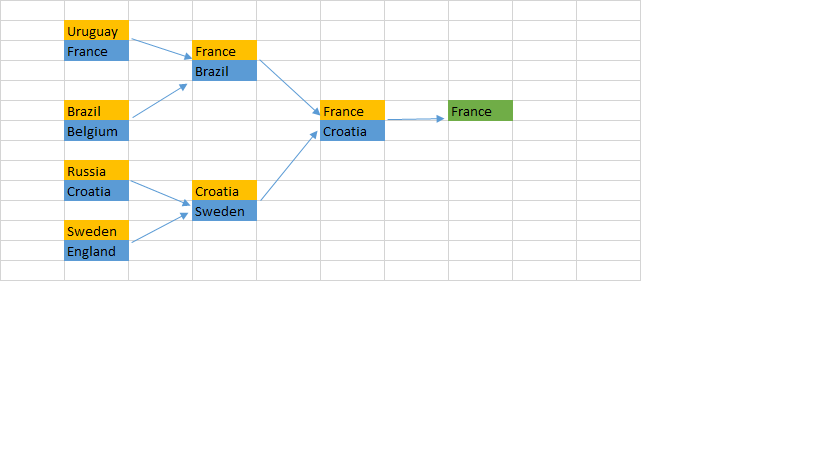 Uruguay
France
Brazil
Belgium
Russia
Croatia
Sweden
England
France
Brazil
Croatia
Sweden
France
Croatia
France